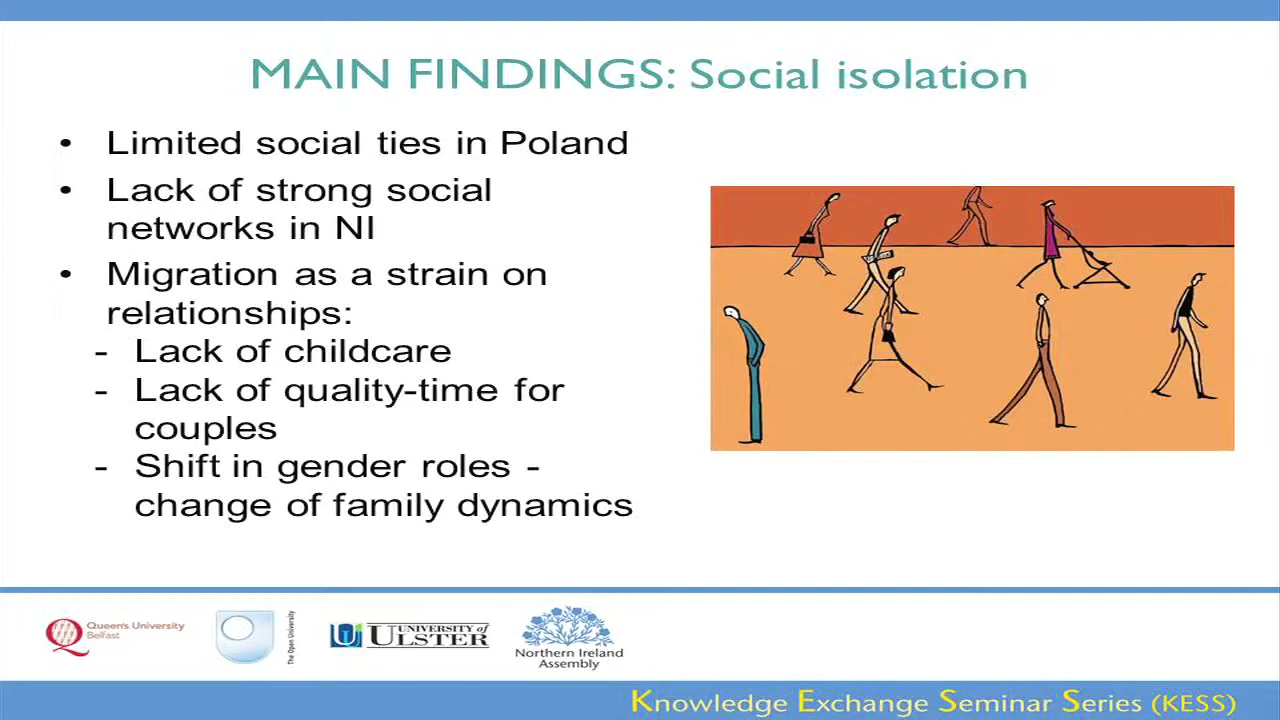 MAIN FINDINGS: Social isolation
• Limited social ties in Poland
• Lack of strong social
networks in NI
• Migration as a strain on
relationships:
- Lack of childcare
- Lack of quality-time for
couples
- Shift in gender roles -
change of family dynamics
Queen's University
Belfast
The Open University
UNIVERSITY of
ULSTER
Northern Ireland
Assembly
Knowledge Exchange Seminar Series (KESS)